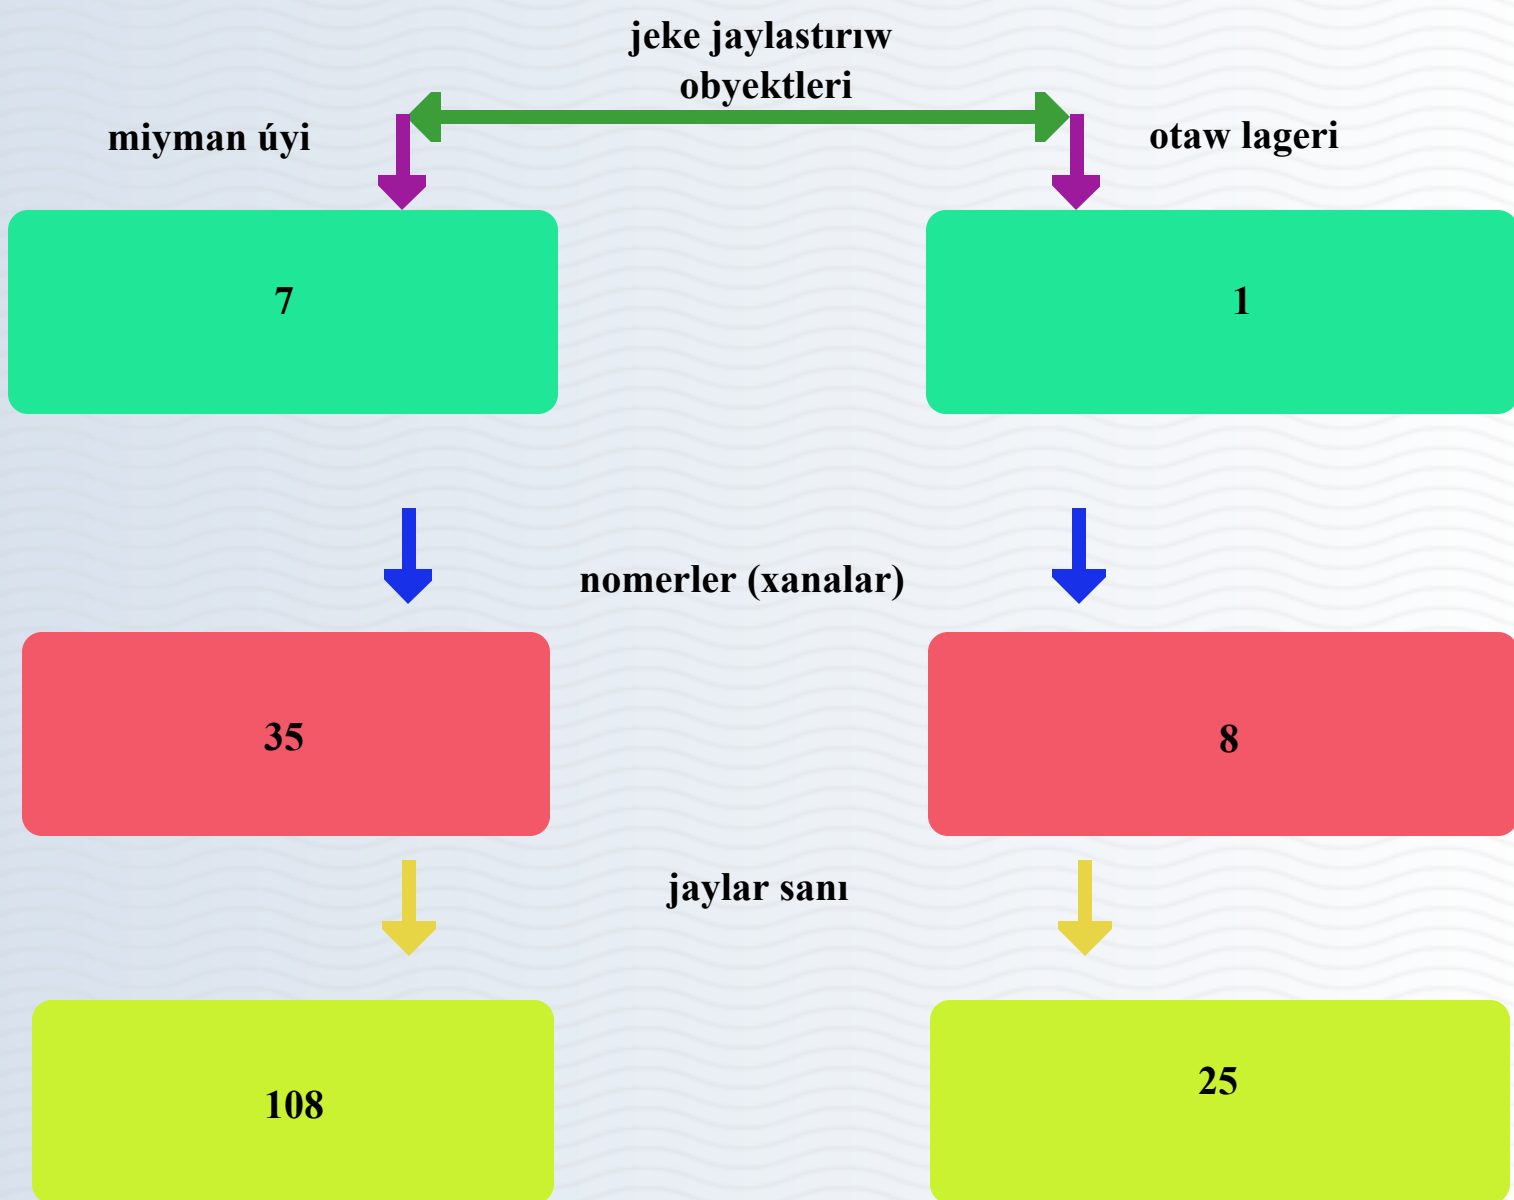 jeke jaylastırıw
obyektleri
miyman úyi
otaw lageri
7
1
nomerler (xanalar)
35
8
jaylar sanı
108
25